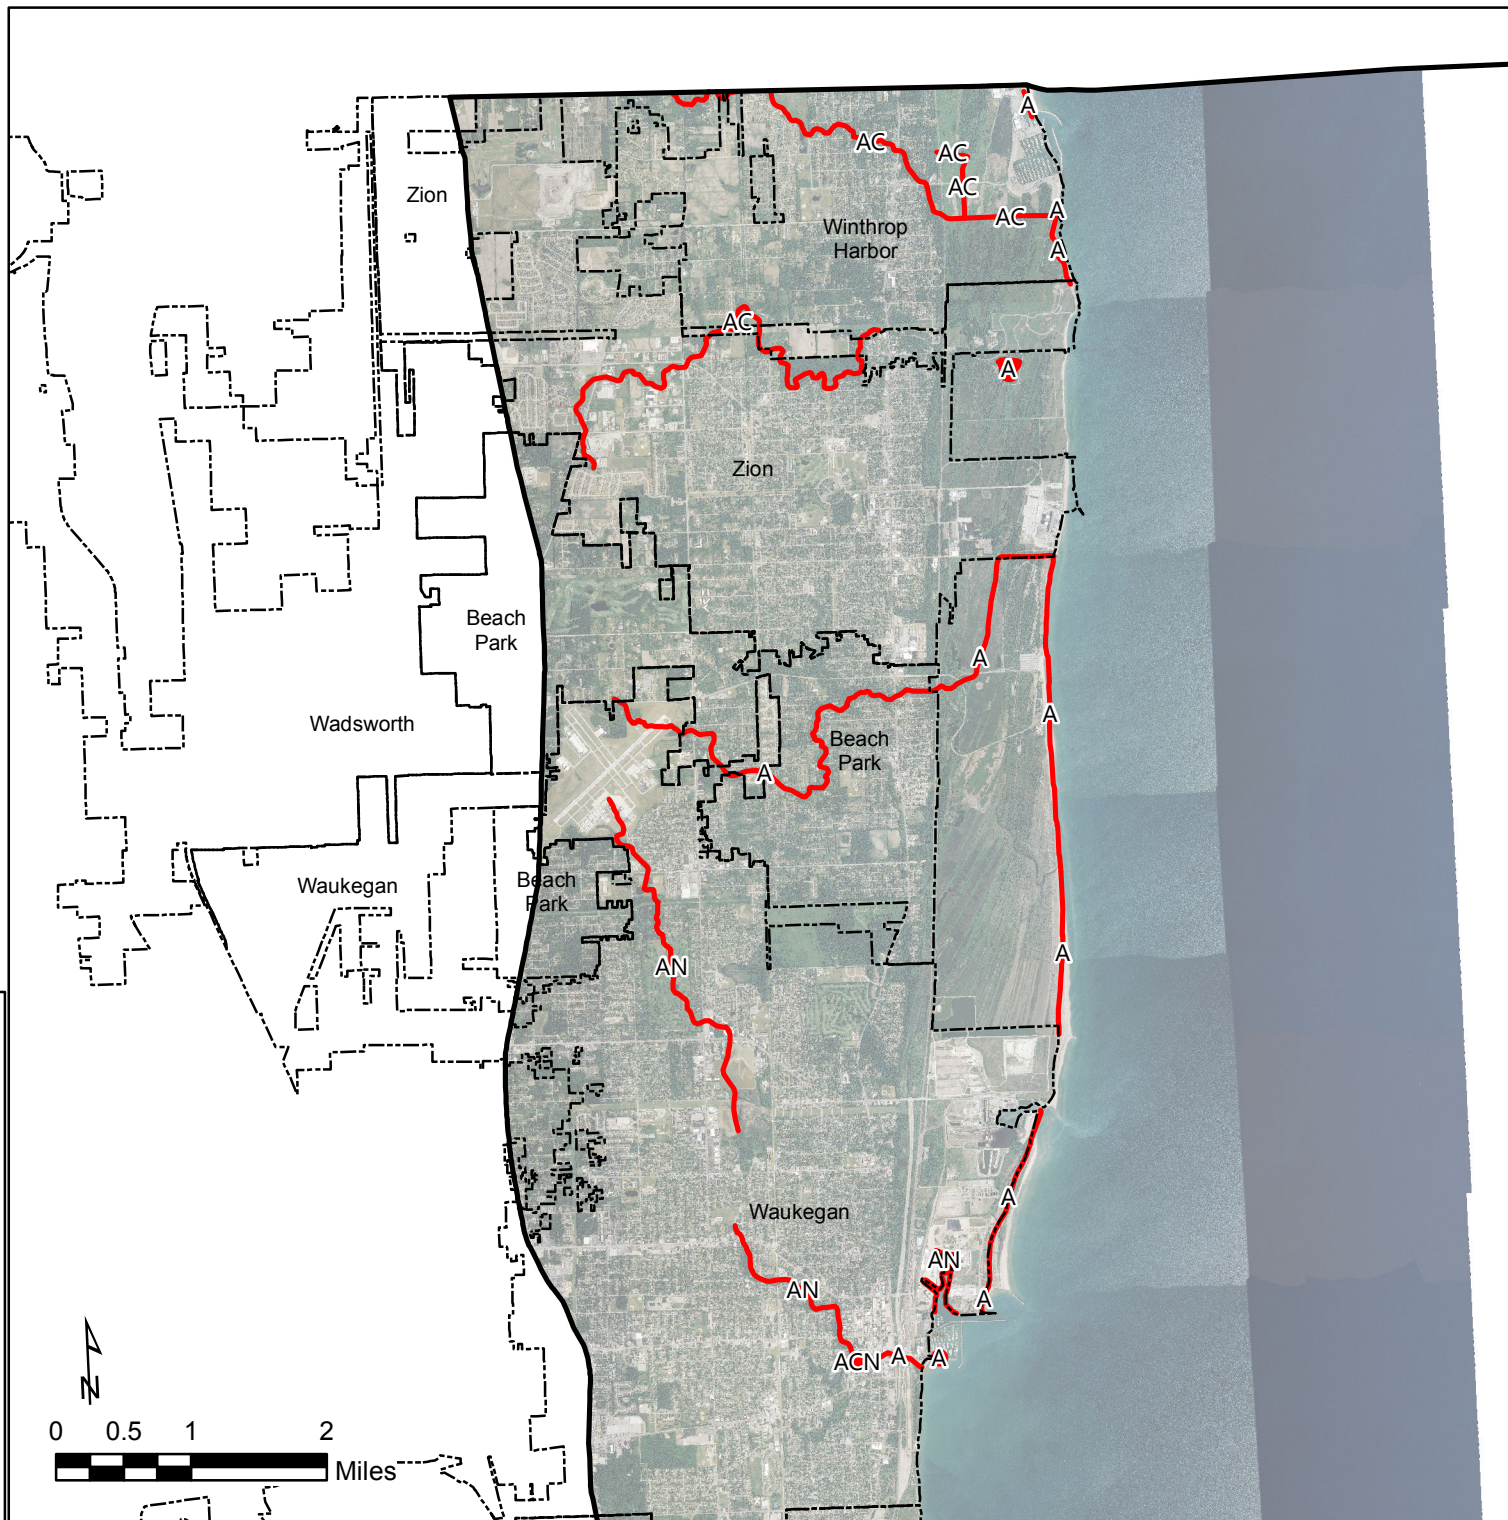 A
AC
AC
Zion
AC
A
AC
Winthrop
Harbor
A
AC
A
Zion
Beach
Park
A
A
Wadsworth
Beach
Park
A
Beach
Park
Waukegan
A
AN
A
Waukegan
AN
AN
A
ACN
A
A
N
0 0.5 1 2
Miles